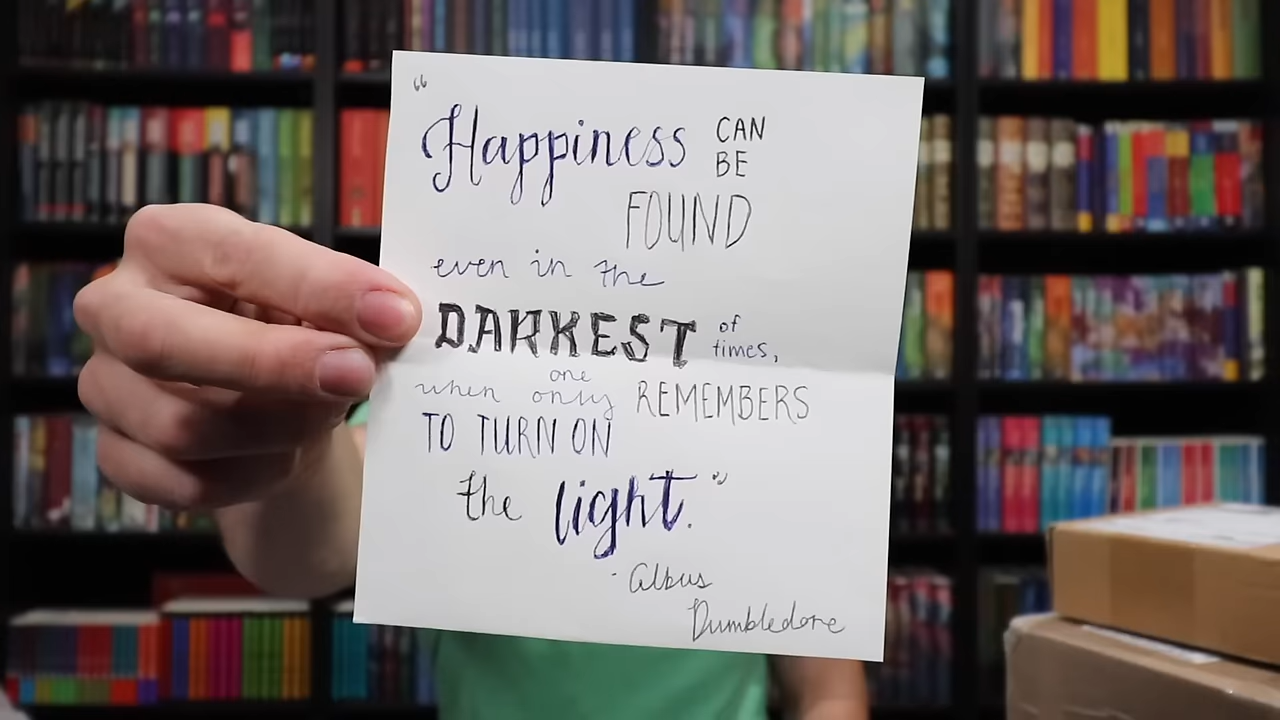 "Happiness CAN
BE
FOUND
even in the
DARKEST of
times,
one
when only REMEMBERS
TO TURN ON
the light."
- Albus
Dumbledore